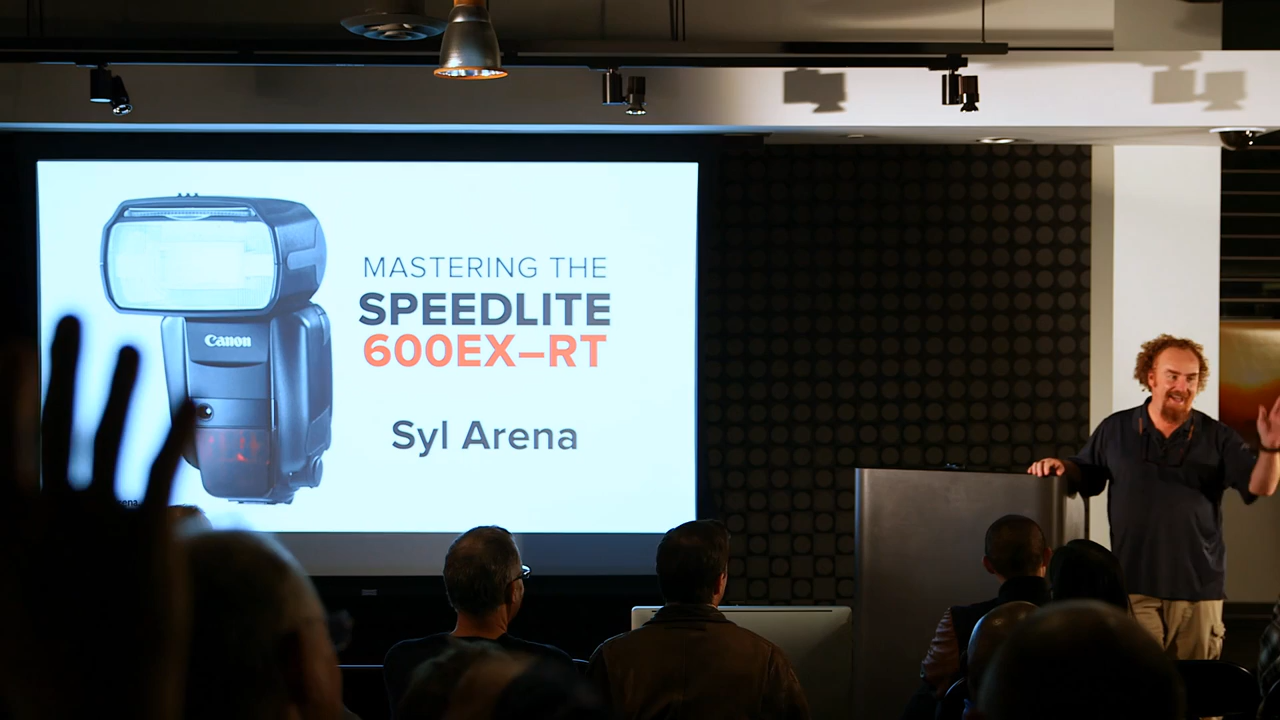 Canon
MASTERING THE
SPEEDLITE
600EX–RT
Syl Arena